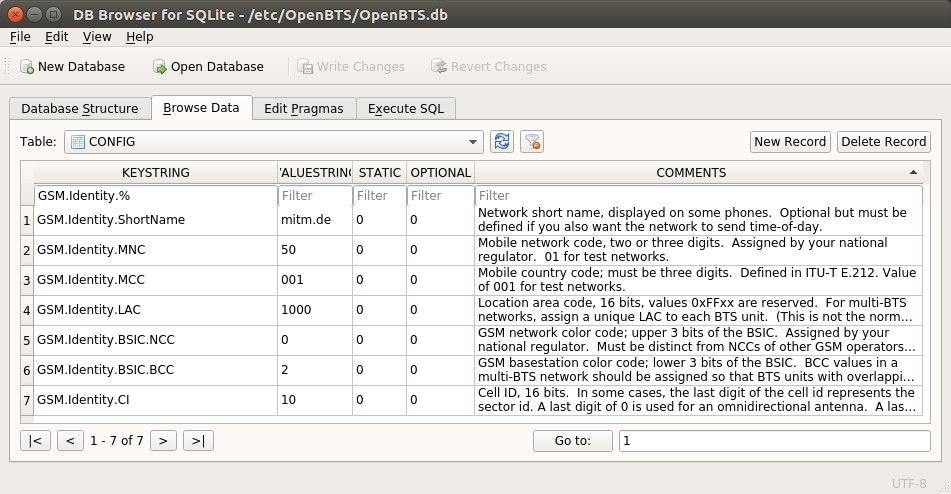 DB Browser for SQLite - /etc/OpenBTS/OpenBTS.db
File Edit View Help
New Database Open Database Write Changes Revert Changes
Database Structure Browse Data Edit Pragmas Execute SQL
Table: CONFIG New Record Delete Record
KEYSTRING 'ALUESTRING STATIC OPTIONAL COMMENTS
GSM.Identity.% Filter Filter Filter Filter
1 GSM.Identity.ShortName mitm.de 0 0 Network short name, displayed on some phones. Optional but must be
defined if you also want the network to send time-of-day.
2 GSM.Identity.MNC 50 0 0 Mobile network code, two or three digits. Assigned by your national
regulator. 01 for test networks.
3 GSM.Identity.MCC 001 0 0 Mobile country code; must be three digits. Defined in ITU-T E.212. Value
of 001 for test networks.
4 GSM.Identity.LAC 1000 0 0 Location area code, 16 bits, values 0xFFxx are reserved. For multi-BTS
networks, assign a unique LAC to each BTS unit. (This is not the norm...
5 GSM.Identity.BSIC.NCC 0 0 0 GSM network color code; upper 3 bits of the BSIC. Assigned by your
national regulator. Must be distinct from NCCs of other GSM operators...
6 GSM.Identity.BSIC.BCC 2 0 0 GSM basestation color code; lower 3 bits of the BSIC. BCC values in a
multi-BTS network should be assigned so that BTS units with overlappi...
7 GSM.Identity.CI 10 0 0 Cell ID, 16 bits. In some cases, the last digit of the cell id represents the
sector id. A last digit of 0 is used for an omnidirectional antenna. A las...
|< < 1 - 7 of 7 > >| Go to: 1
UTF-8